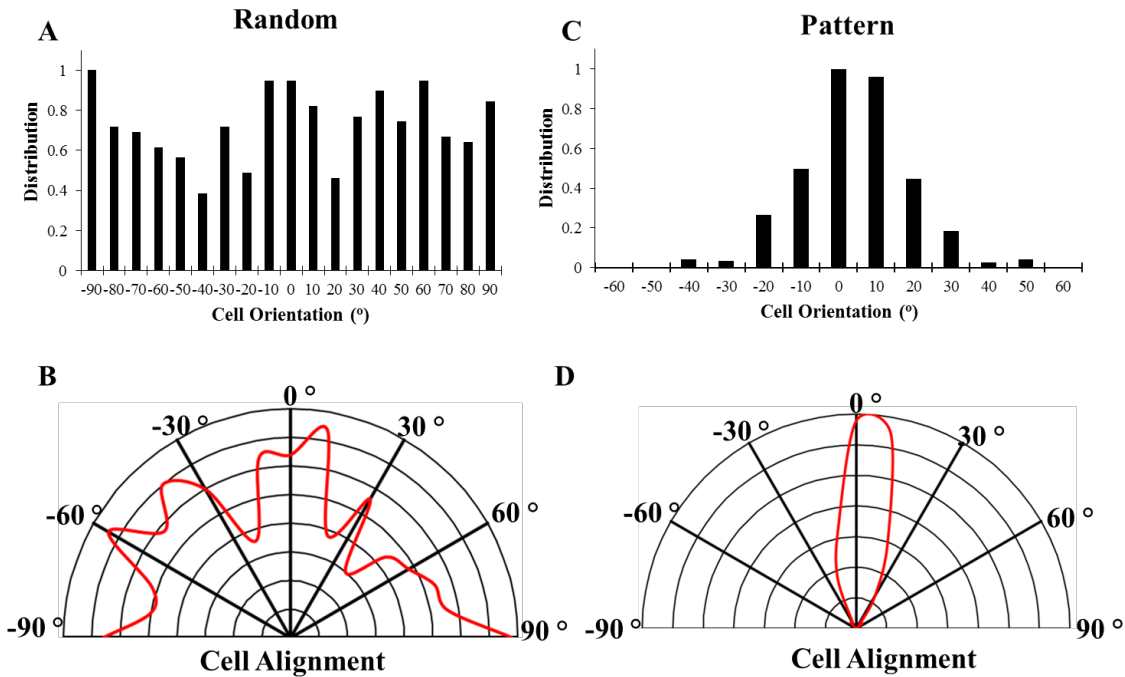 A
Random
Distribution
1
0.8
0.6
0.4
0.2
0
-90 -80 -70 -60 -50 -40 -30 -20 -10 0 10 20 30 40 50 60 70 80 90
Cell Orientation (º)
C
Pattern
Distribution
1
0.8
0.6
0.4
0.2
0
-60 -50 -40 -30 -20 -10 0 10 20 30 40 50 60
Cell Orientation (º)
B
0 °
-30 ° 30 °
-60 ° 60 °
-90 ° 90 °
Cell Alignment
D
0 °
-30 ° 30 °
-60 ° 60 °
-90 ° 90 °
Cell Alignment